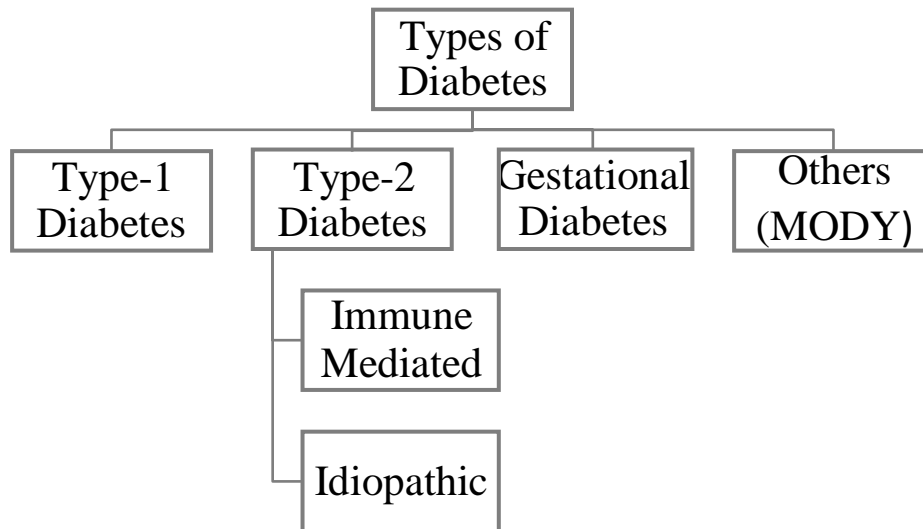 Types of
Diabetes
Type-1
Diabetes
Type-2
Diabetes
Gestational
Diabetes
Others
(MODY)
Immune
Mediated
Idiopathic